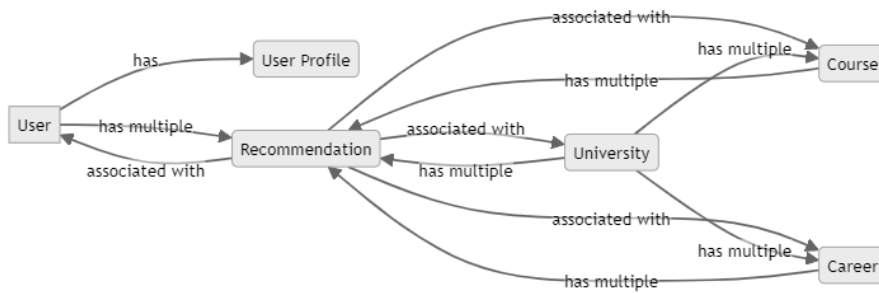 associated with
has multiple
has
User Profile
Course
has multiple
User
has multiple
associated with
Recommendation
University
associated with
has multiple
associated with
has multiple
Career
has multiple